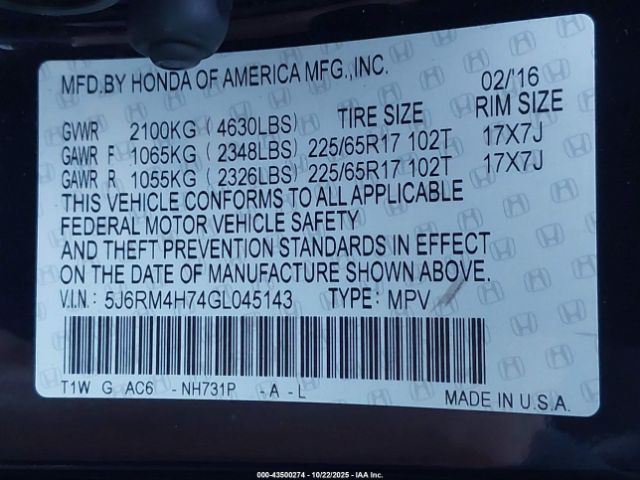 MFD.BY HONDA OF AMERICA MFG.,INC. 02/'16
GVWR 2100KG ( 4630LBS) TIRE SIZE RIM SIZE
GAWR F 1065KG ( 2348LBS) 225/65R17 102T 17X7J
GAWR R 1055KG ( 2326LBS) 225/65R17 102T 17X7J
THIS VEHICLE CONFORMS TO ALL APPLICABLE
FEDERAL MOTOR VEHICLE SAFETY
AND THEFT PREVENTION STANDARDS IN EFFECT
ON THE DATE OF MANUFACTURE SHOWN ABOVE.
V.I.N: 5J6RM4H74GL045143 TYPE: MPV
T1W G AC6 - NH731P - A - L
MADE IN U.S.A.
000-43500274 - 10/22/2025 - IAA Inc.